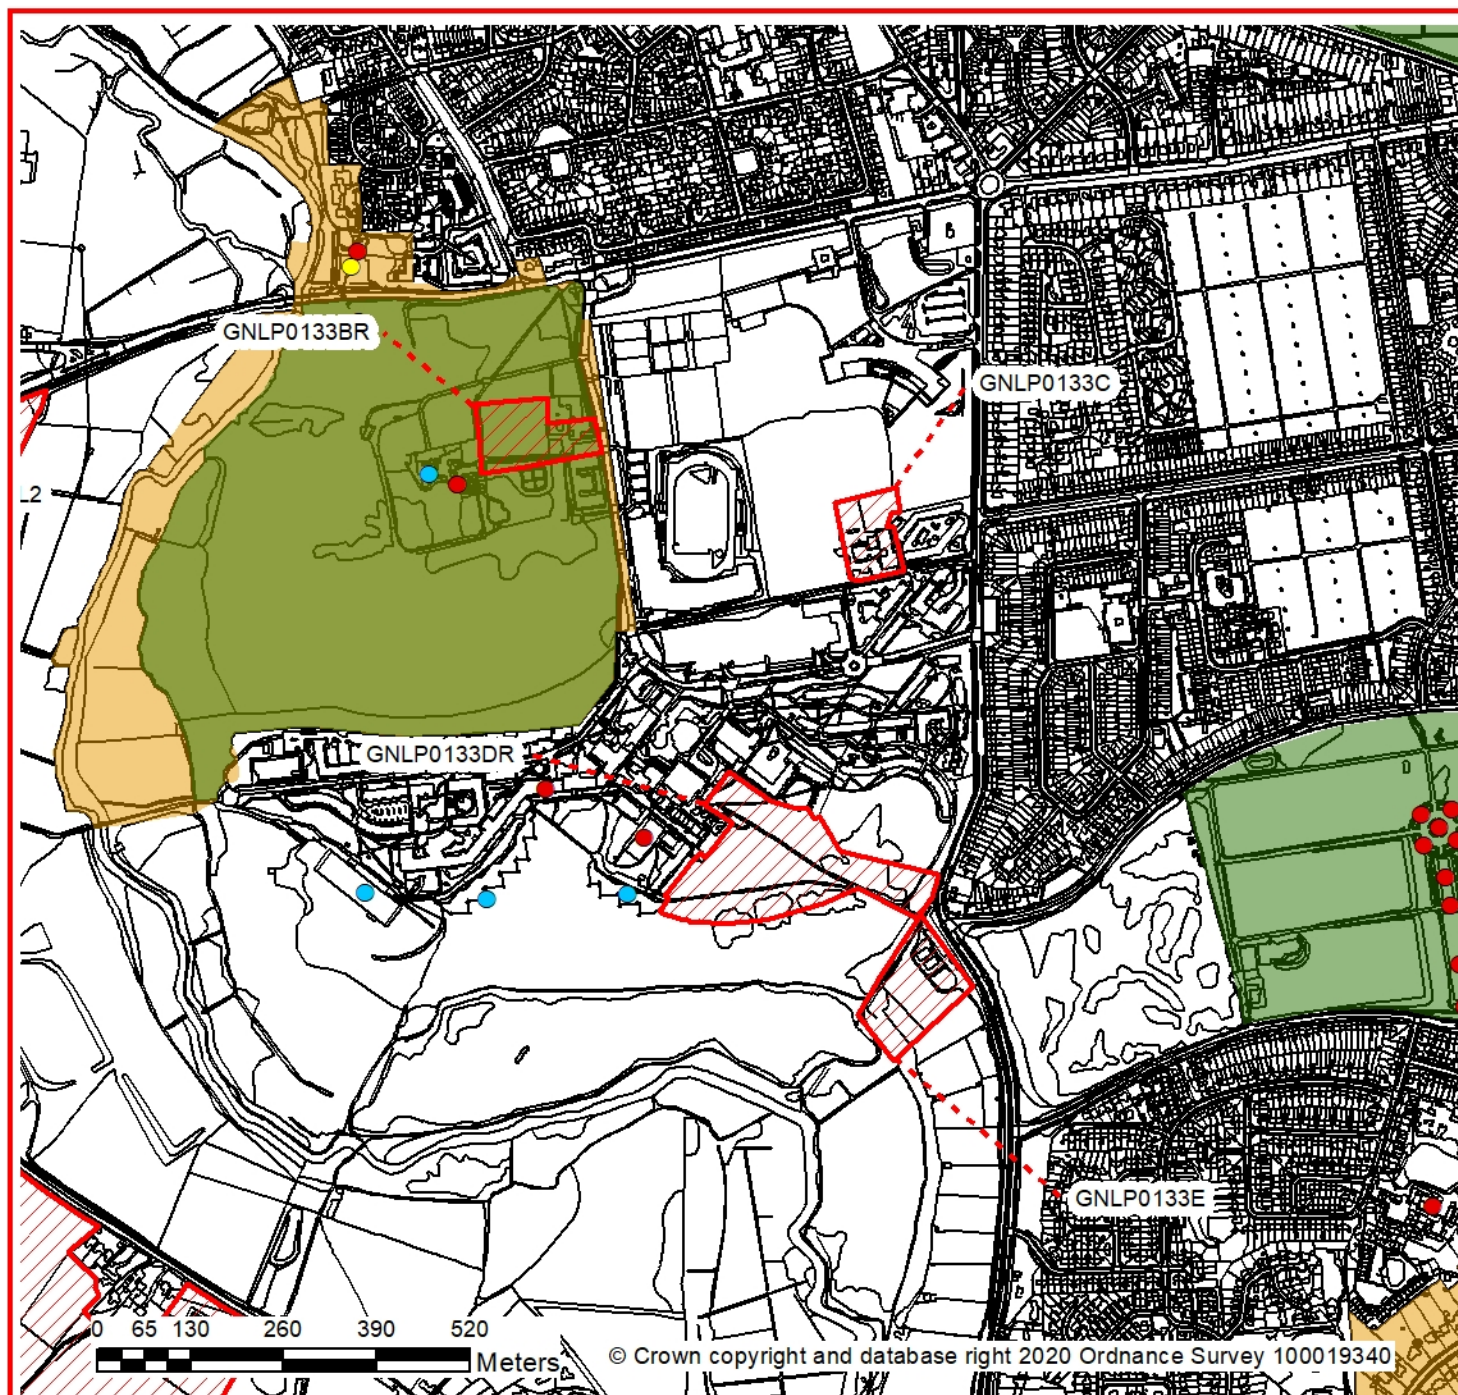 GNLP0133BR
GNLP0133C
L2
GNLP0133DR
GNLP0133E
0 65 130 260 390 520
Meters
© Crown copyright and database right 2020 Ordnance Survey 100019340